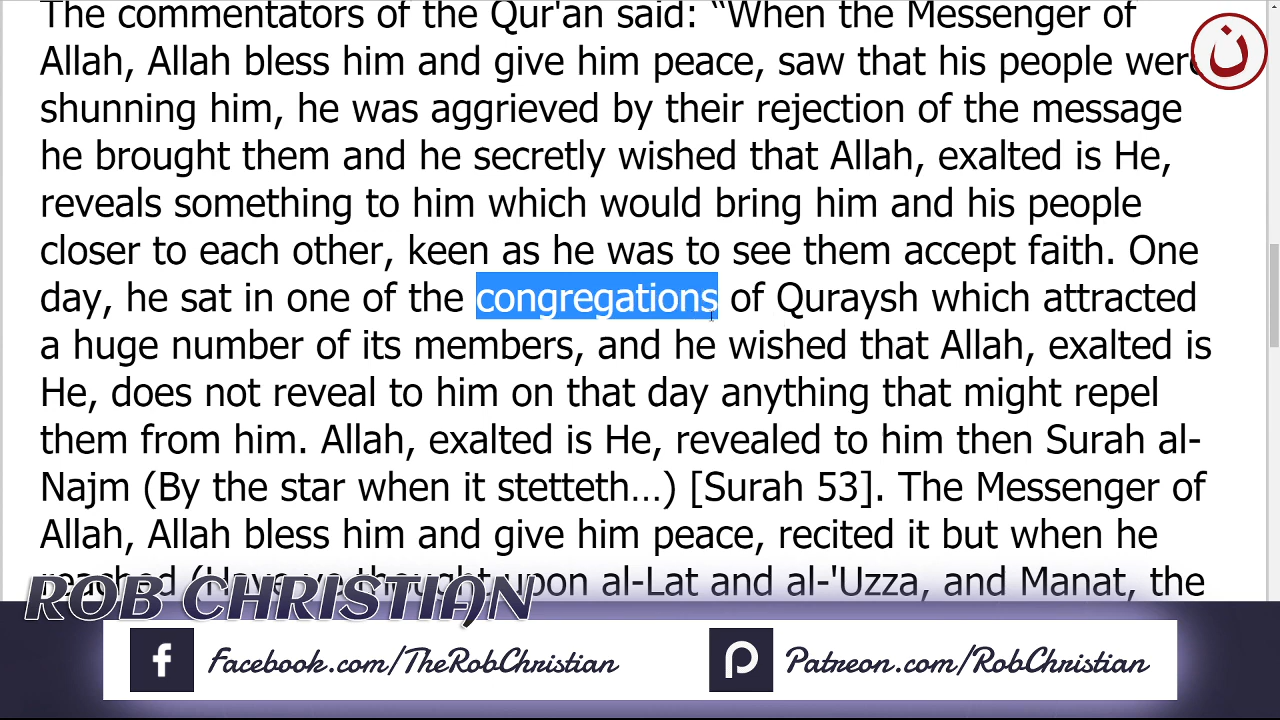 The commentators of the Qur'an said: “When the Messenger of
Allah, Allah bless him and give him peace, saw that his people were
ن
shunning him, he was aggrieved by their rejection of the message
he brought them and he secretly wished that Allah, exalted is He,
reveals something to him which would bring him and his people
closer to each other, keen as he was to see them accept faith. One
day, he sat in one of the congregations of Quraysh which attracted
a huge number of its members, and he wished that Allah, exalted is
He, does not reveal to him on that day anything that might repel
them from him. Allah, exalted is He, revealed to him then Surah al-
Najm (By the star when it stetteth…) [Surah 53]. The Messenger of
Allah, Allah bless him and give him peace, recited it but when he
reached (Have ye thought upon al-Lat and al-'Uzza, and Manat, the
ROB CHRISTIAN
Facebook.com/TheRobChristian
Patreon.com/RobChristian